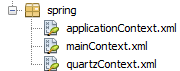 spring
applicationContext.xml
mainContext.xml
quartzContext.xml